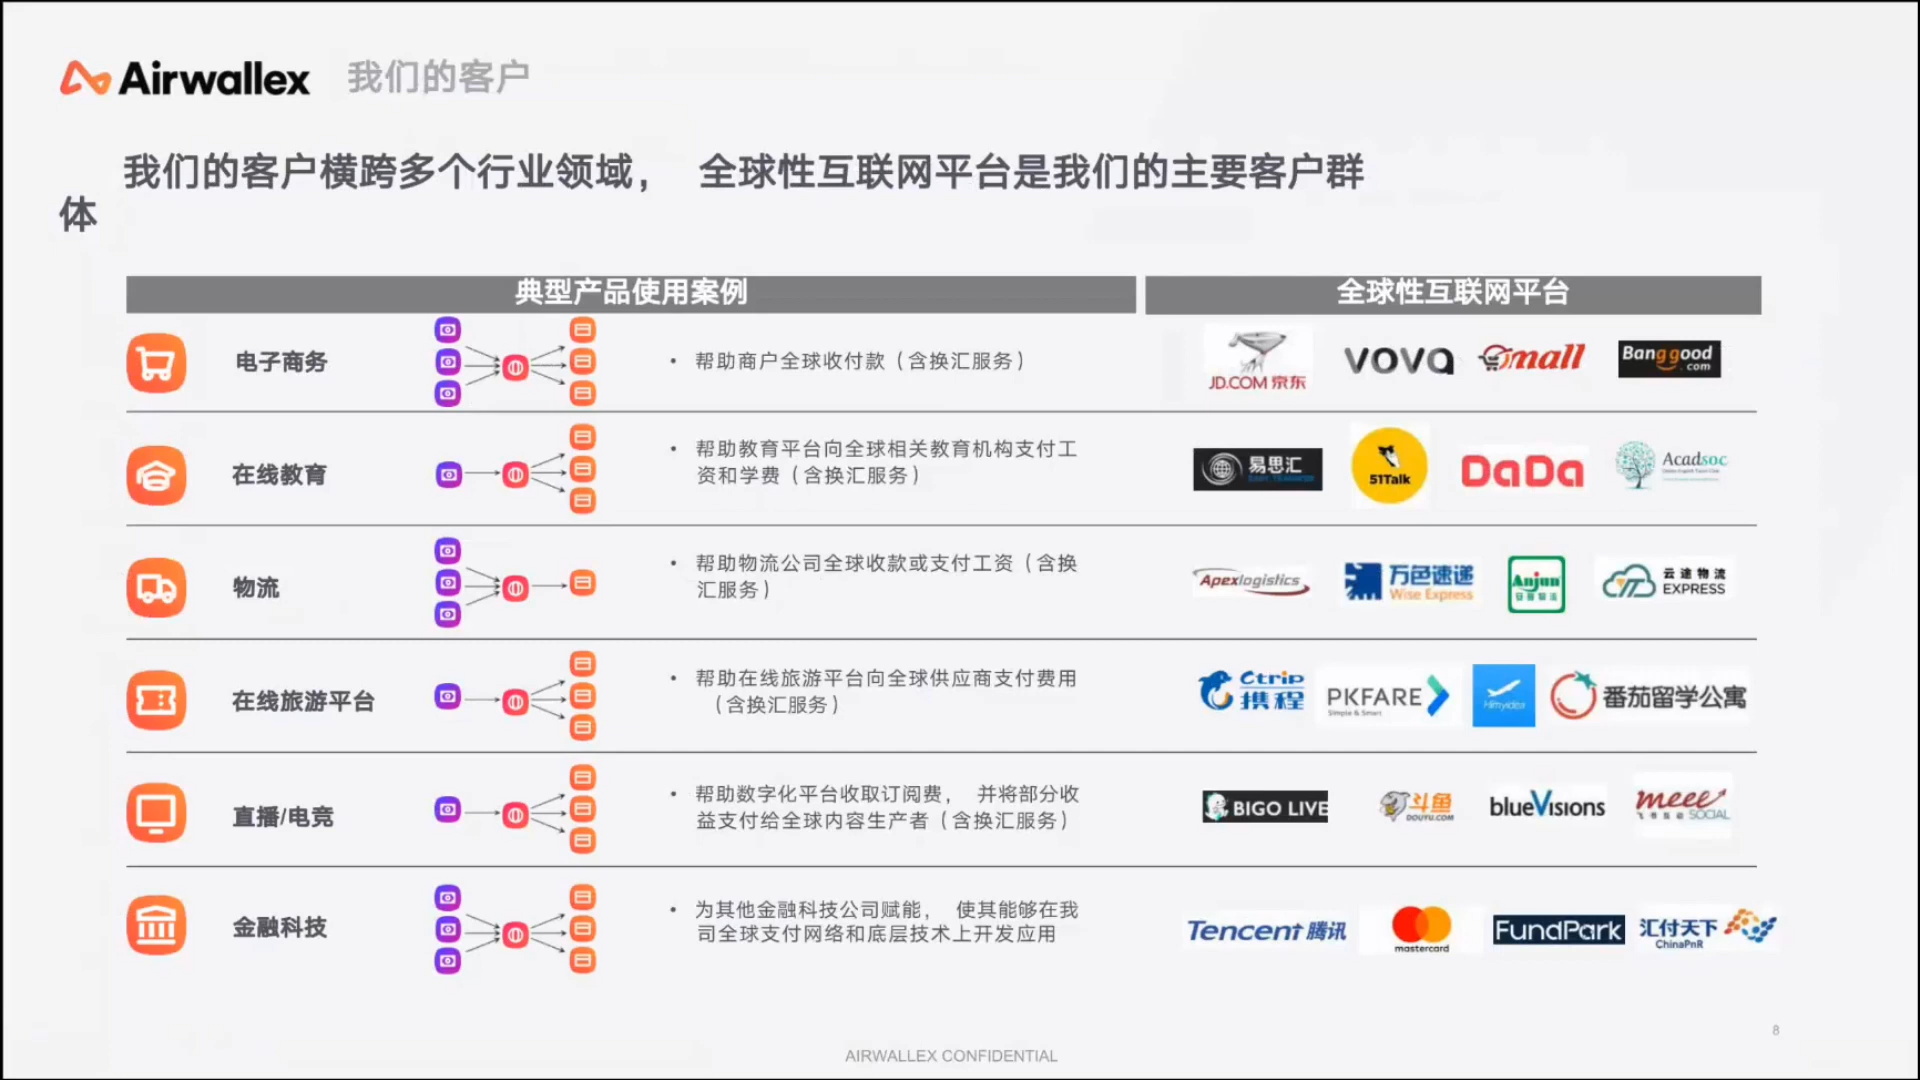 Airwallex 我们的客户
我们的客户横跨多个行业领域， 全球性互联网平台是我们的主要客户群
体
典型产品使用案例 全球性互联网平台
电子商务
• 帮助商户全球收付款（含换汇服务）
JD.COM 京东
vova
mall
Banggood
.com
在线教育
• 帮助教育平台向全球相关教育机构支付工
资和学费（含换汇服务）
易思汇
51Talk
DaDa
Acadsoc
物流
• 帮助物流公司全球收款或支付工资（含换
汇服务）
Apexlogistics
万色速递
Wise Express
Anjun
云途物流
EXPRESS
在线旅游平台
• 帮助在线旅游平台向全球供应商支付费用
（含换汇服务）
Ctrip
携程
PKFARE
Simple & Smart
番茄留学公寓
直播/电竞
• 帮助数字化平台收取订阅费， 并将部分收
益支付给全球内容生产者（含换汇服务）
BIGO LIVE
斗鱼
DOUYU.COM
blueVisions
meee
SOCIAL
金融科技
• 为其他金融科技公司赋能， 使其能够在我
司全球支付网络和底层技术上开发应用
Tencent 腾讯
mastercard
FundPark
汇付天下
ChinaPnR
8
AIRWALLEX CONFIDENTIAL